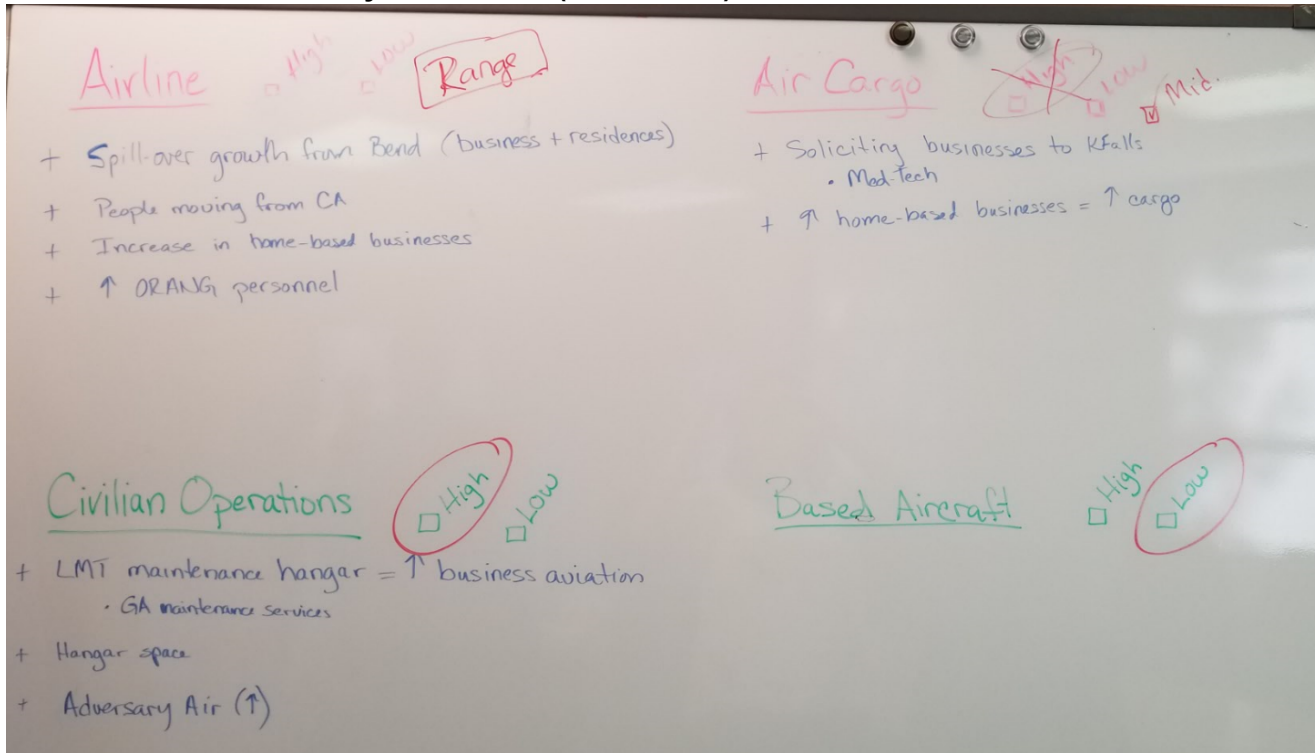 Airline □ High □ Low Range
+ Spill-over growth from Bend (business + residences)
+ People moving from CA
+ Increase in home-based businesses
+ ↑ ORANG personnel
Air Cargo □ High □ Low ☑ Mid.
+ Soliciting businesses to KFalls
• Med-Tech
+ ↑ home-based businesses = ↑ cargo
Civilian Operations □ High □ Low
+ LMT maintenance hangar = ↑ business aviation
• GA maintenance services
+ Hangar space
+ Adversary Air (↑)
Based Aircraft □ High □ Low